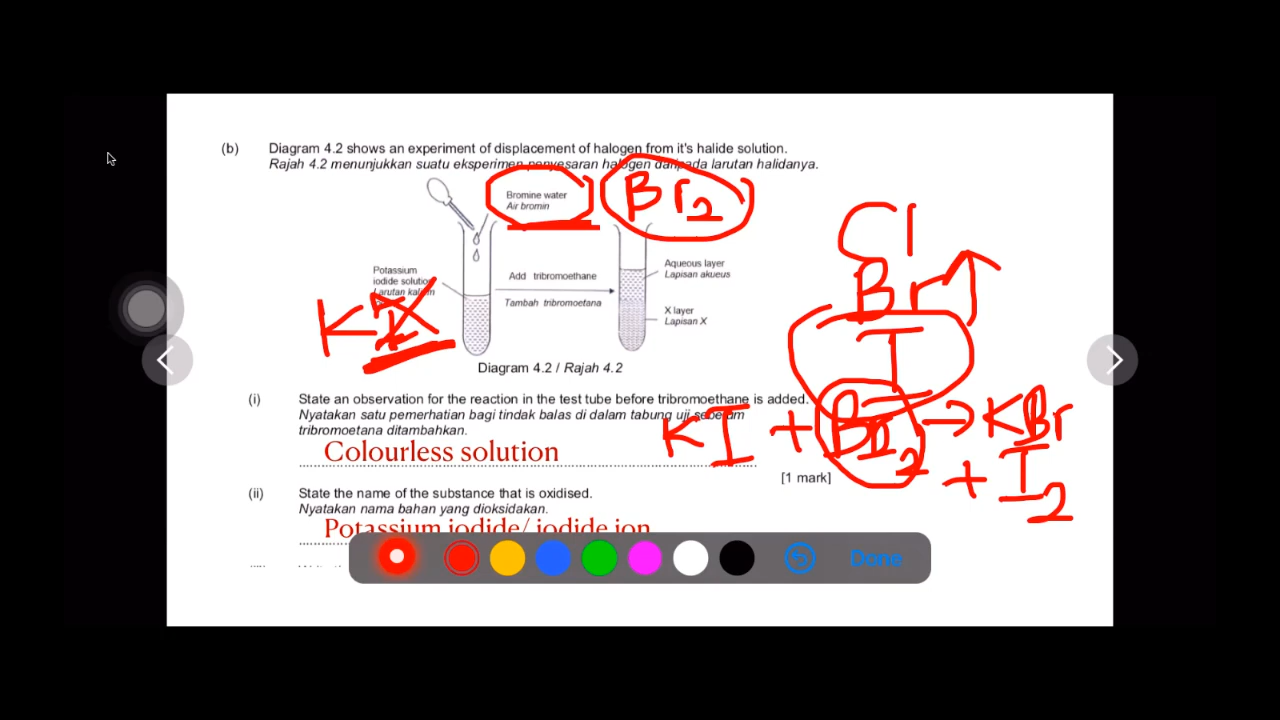 (b) Diagram 4.2 shows an experiment of displacement of halogen from it's halide solution.
Rajah 4.2 menunjukkan suatu eksperimen penyesaran halogen daripada larutan halidanya.
Bromine water
Air bromin
Br2
Cl
Br
I
Potassium
iodide solution
Larutan kalium
KI
Add tribromoethane
Tambah tribromoetana
Aqueous layer
Lapisan akueus
X layer
Lapisan X
Diagram 4.2 / Rajah 4.2
(i) State an observation for the reaction in the test tube before tribromoethane is added.
Nyatakan satu pemerhatian bagi tindak balas di dalam tabung uji sebelum
tribromoetana ditambahkan.
Colourless solution
KI + Br2 → KBr
+ I2
[1 mark]
(ii) State the name of the substance that is oxidised.
Nyatakan nama bahan yang dioksidakan.
Potassium iodide/ iodide ion
Done